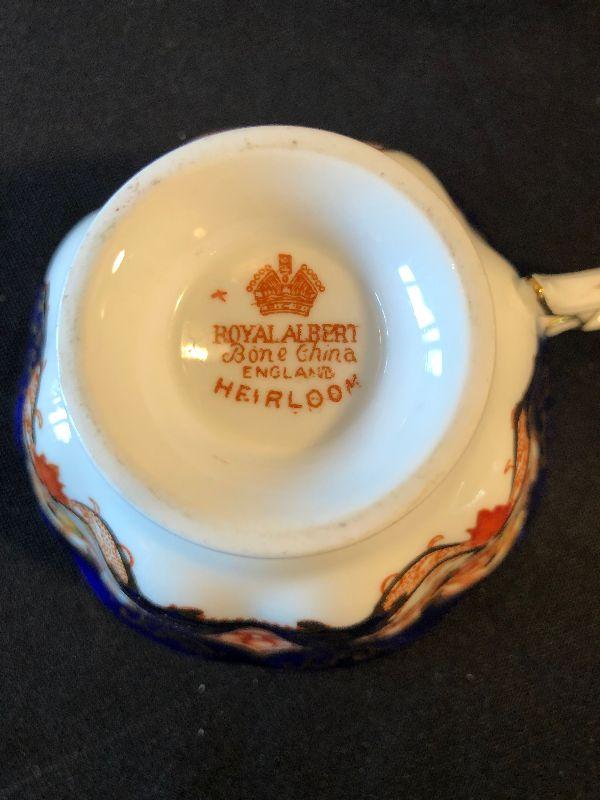 ROYAL ALBERT
Bone China
ENGLAND
HEIRLOOM